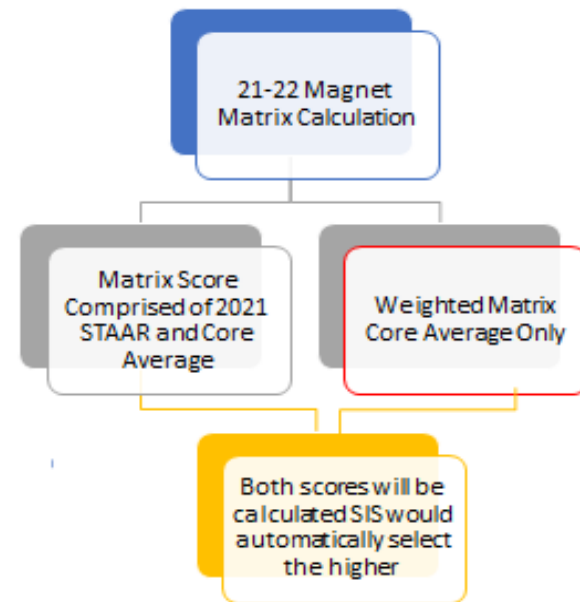 21-22 Magnet
Matrix Calculation
Matrix Score
Comprised of 2021
STAAR and Core
Average
Weighted Matrix
Core Average Only
Both scores will be
calculated SIS would
automatically select
the higher